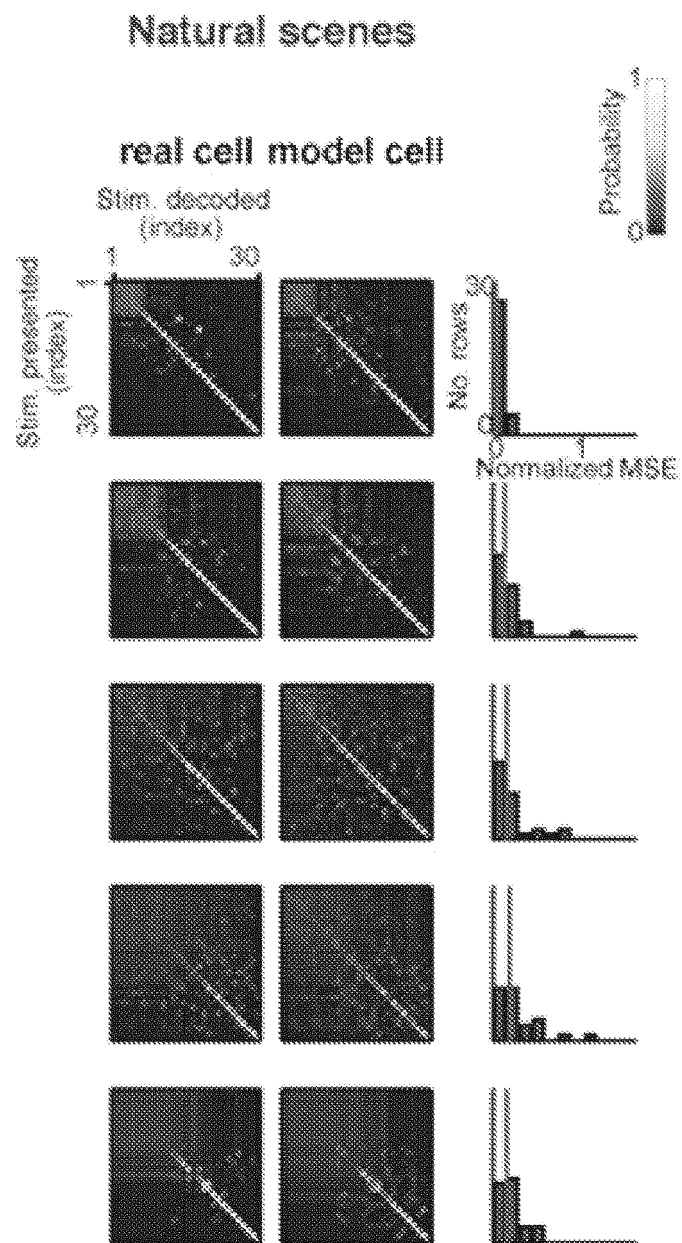 Natural scenes
1
Probability
0
real cell model cell
Stim. decoded
(index)
1 30
Stim. presented
(index)
1
30
30
No. rows
0
0 1
Normalized MSE